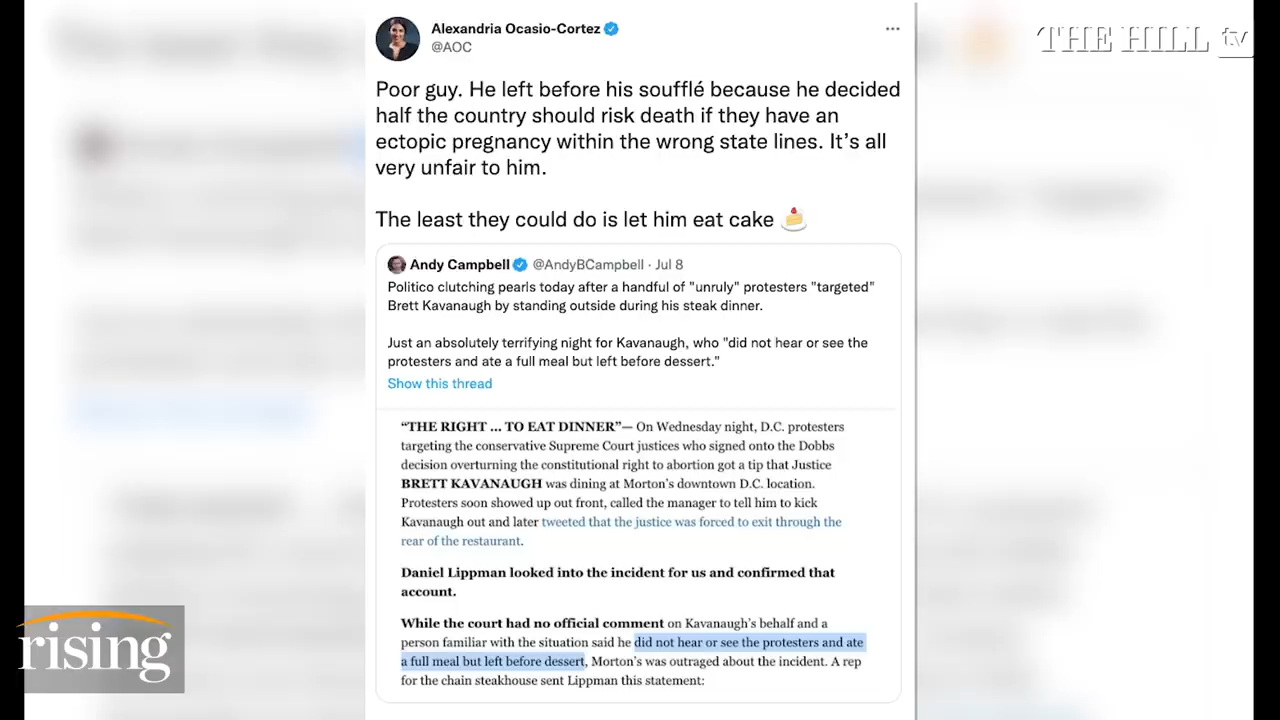 THE HILL tv
Alexandria Ocasio-Cortez
@AOC
Poor guy. He left before his soufflé because he decided
half the country should risk death if they have an
ectopic pregnancy within the wrong state lines. It’s all
very unfair to him.
The least they could do is let him eat cake 🍰
Andy Campbell @AndyBCampbell · Jul 8
Politico clutching pearls today after a handful of "unruly" protesters "targeted"
Brett Kavanaugh by standing outside during his steak dinner.
Just an absolutely terrifying night for Kavanaugh, who "did not hear or see the
protesters and ate a full meal but left before dessert."
Show this thread
“THE RIGHT ... TO EAT DINNER”— On Wednesday night, D.C. protesters
targeting the conservative Supreme Court justices who signed onto the Dobbs
decision overturning the constitutional right to abortion got a tip that Justice
BRETT KAVANAUGH was dining at Morton’s downtown D.C. location.
Protesters soon showed up out front, called the manager to tell him to kick
Kavanaugh out and later tweeted that the justice was forced to exit through the
rear of the restaurant.
Daniel Lippman looked into the incident for us and confirmed that
account.
While the court had no official comment on Kavanaugh’s behalf and a
person familiar with the situation said he did not hear or see the protesters and ate
a full meal but left before dessert, Morton’s was outraged about the incident. A rep
for the chain steakhouse sent Lippman this statement:
rising